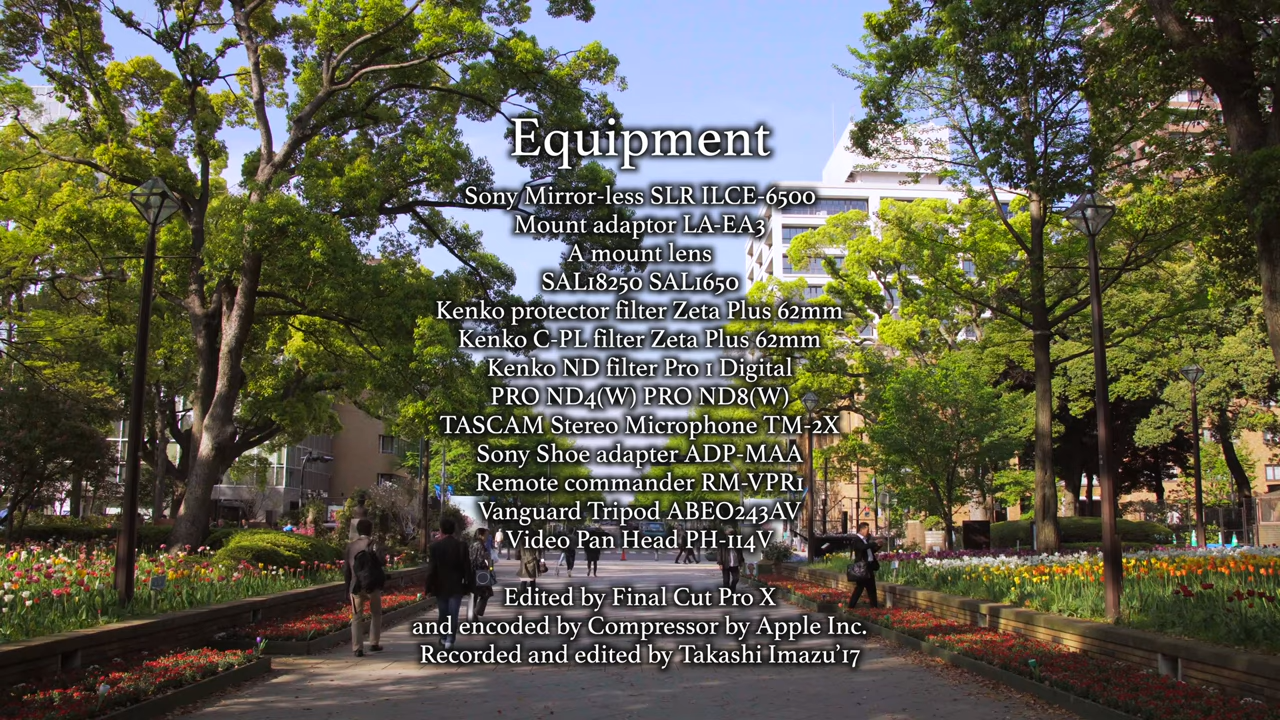 Equipment
Sony Mirror-less SLR ILCE-6500
Mount adaptor LA-EA3
A mount lens
SAL18250 SAL1650
Kenko protector filter Zeta Plus 62mm
Kenko C-PL filter Zeta Plus 62mm
Kenko ND filter Pro 1 Digital
PRO ND4(W) PRO ND8(W)
TASCAM Stereo Microphone TM-2X
Sony Shoe adapter ADP-MAA
Remote commander RM-VPR1
Vanguard Tripod ABEO243AV
Video Pan Head PH-114V
Edited by Final Cut Pro X
and encoded by Compressor by Apple Inc.
Recorded and edited by Takashi Imazu'17